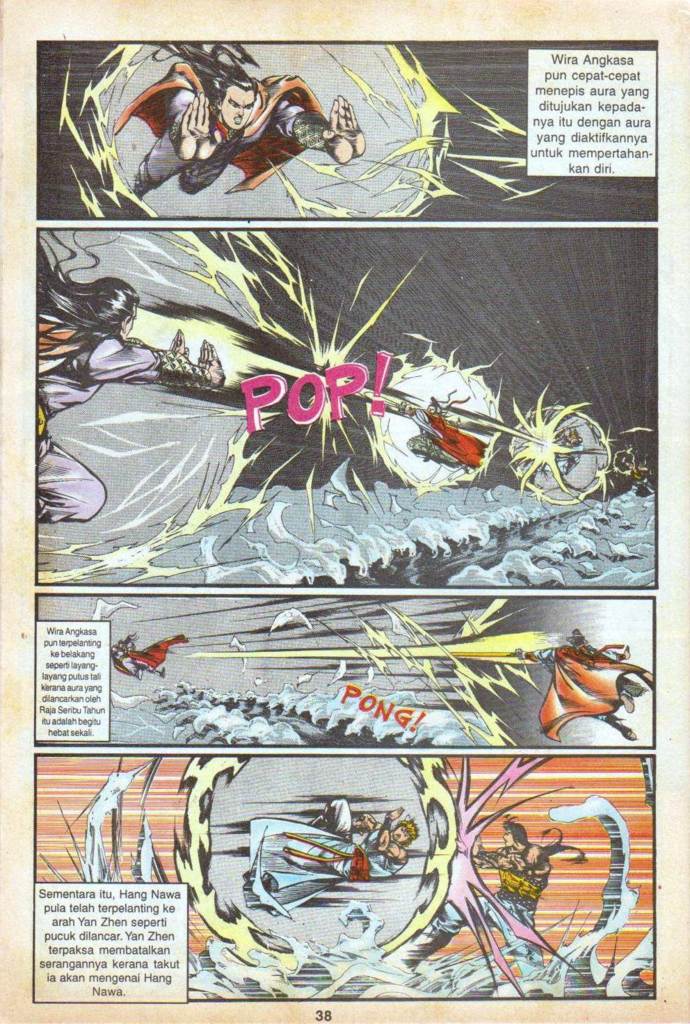 Wira Angkasa
pun cepat-cepat
menepis aura yang
ditujukan kepada-
nya itu dengan aura
yang diaktifkannya
untuk mempertahan-
kan diri.
POP!
Wira Angkasa
pun terpelanting
ke belakang
seperti layang-
layang putus tali
kerana aura yang
dilancarkan oleh
Raja Seribu Tahun
itu adalah begitu
hebat sekali.
PONG!
Sementara itu, Hang Nawa
pula telah terpelanting ke
arah Yan Zhen seperti
pucuk dilancar. Yan Zhen
terpaksa membatalkan
serangannya kerana takut
ia akan mengenai Hang
Nawa.
38